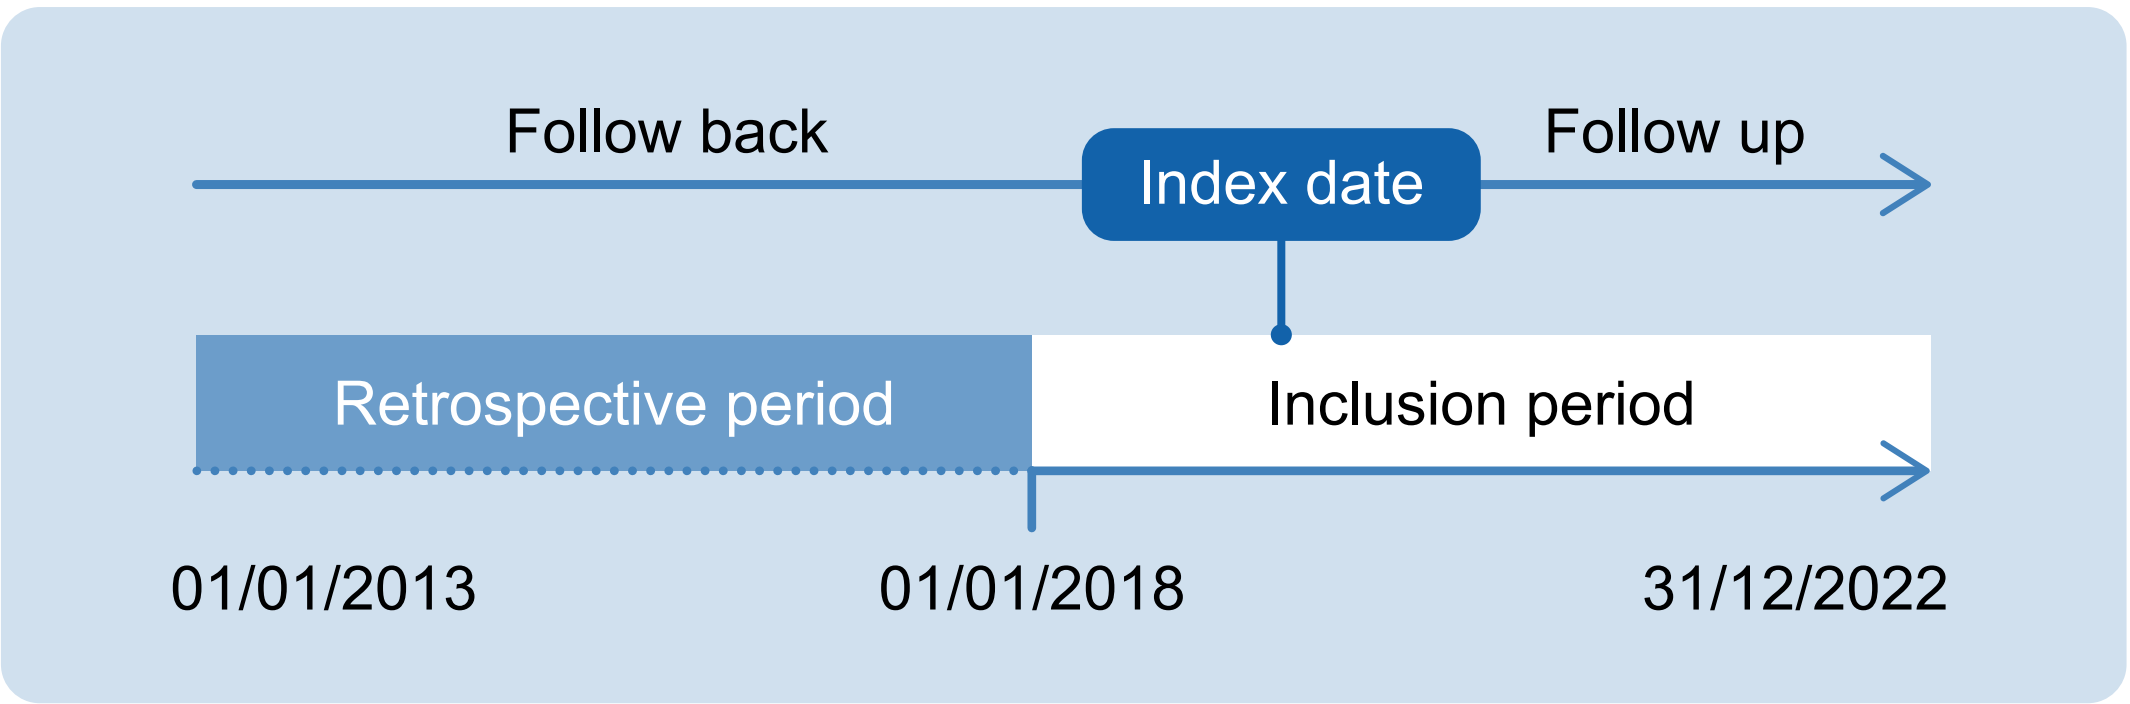 Follow back
Index date
Follow up
Retrospective period
Inclusion period
01/01/2013
01/01/2018
31/12/2022